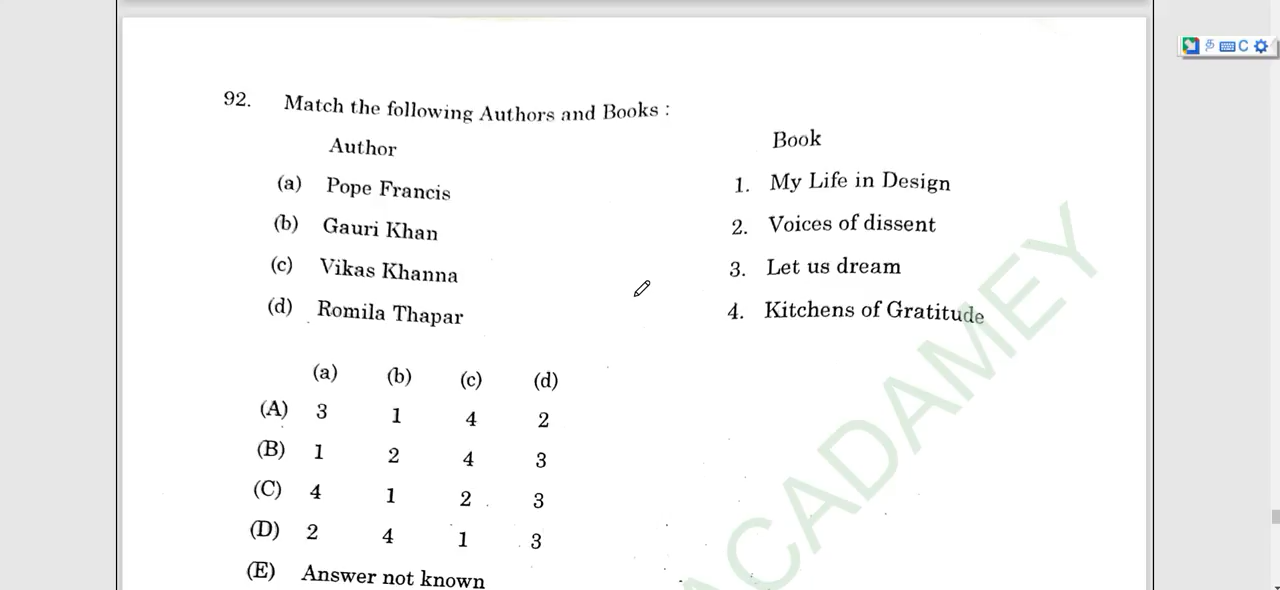 92. Match the following Authors and Books :
Author Book
(a) Pope Francis 1. My Life in Design
(b) Gauri Khan 2. Voices of dissent
(c) Vikas Khanna 3. Let us dream
(d) Romila Thapar 4. Kitchens of Gratitude
(a) (b) (c) (d)
(A) 3 1 4 2
(B) 1 2 4 3
(C) 4 1 2 3
(D) 2 4 1 3
(E) Answer not known
ACADAMEY